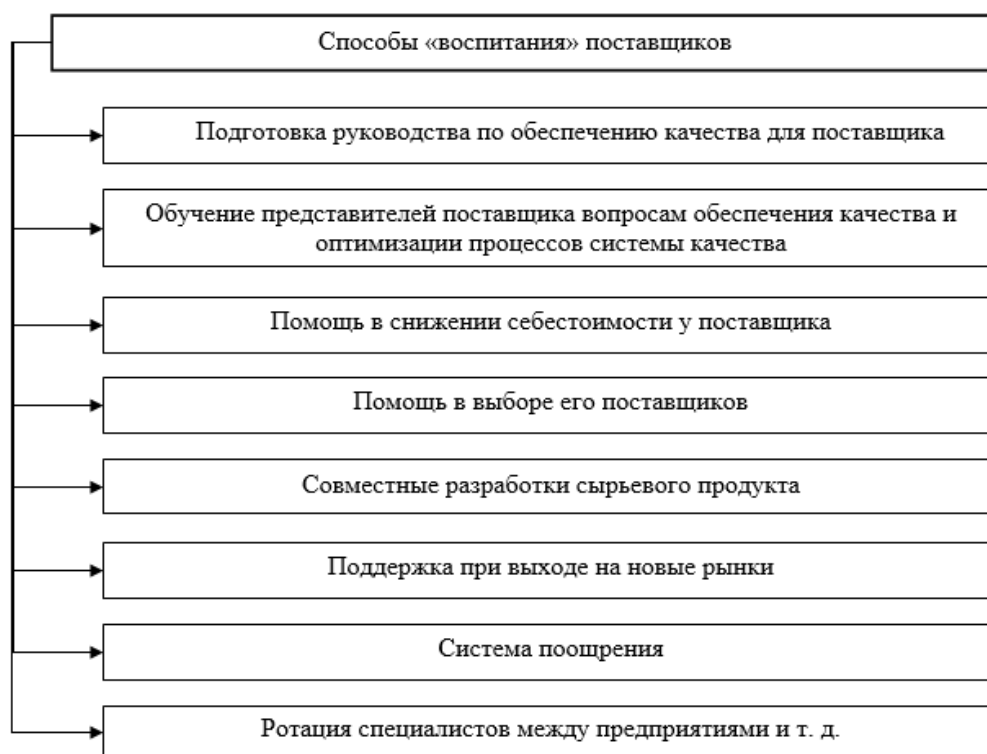 Способы «воспитания» поставщиков
Подготовка руководства по обеспечению качества для поставщика
Обучение представителей поставщика вопросам обеспечения качества и
оптимизации процессов системы качества
Помощь в снижении себестоимости у поставщика
Помощь в выборе его поставщиков
Совместные разработки сырьевого продукта
Поддержка при выходе на новые рынки
Система поощрения
Ротация специалистов между предприятиями и т. д.